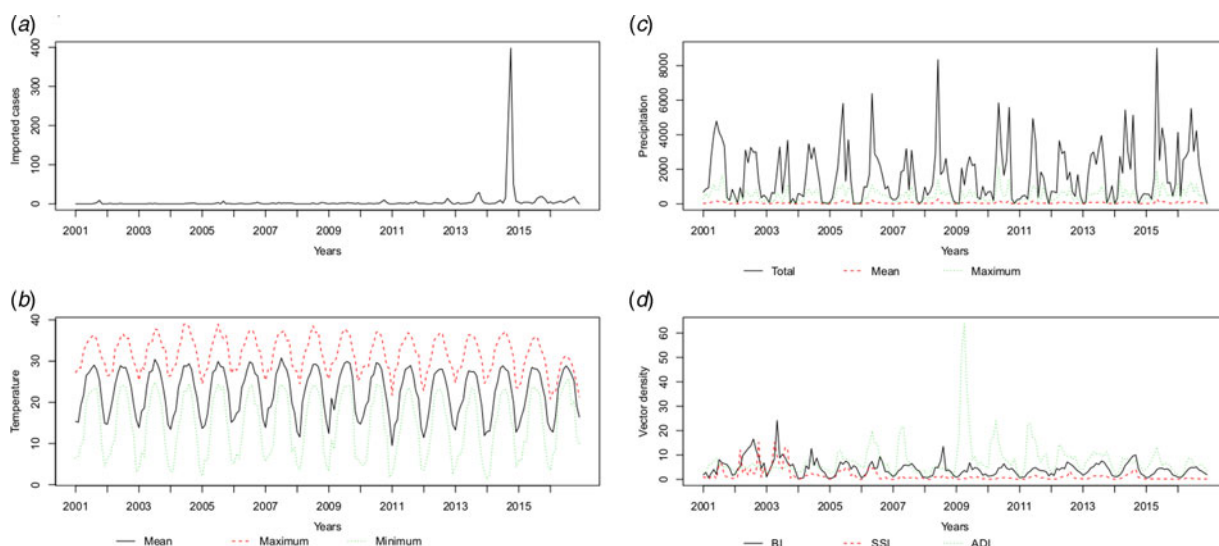 (a)
400
300
200
100
0
Imported cases
2001 2003 2005 2007 2009 2011 2013 2015
Years
(b)
40
30
20
10
0
Temperature
2001 2003 2005 2007 2009 2011 2013 2015
Years
Mean Maximum Minimum
(c)
8000
6000
4000
2000
0
Precipitation
2001 2003 2005 2007 2009 2011 2013 2015
Years
Total Mean Maximum
(d)
60
50
40
30
20
10
0
Vector density
2001 2003 2005 2007 2009 2011 2013 2015
Years
BI SSI ADI